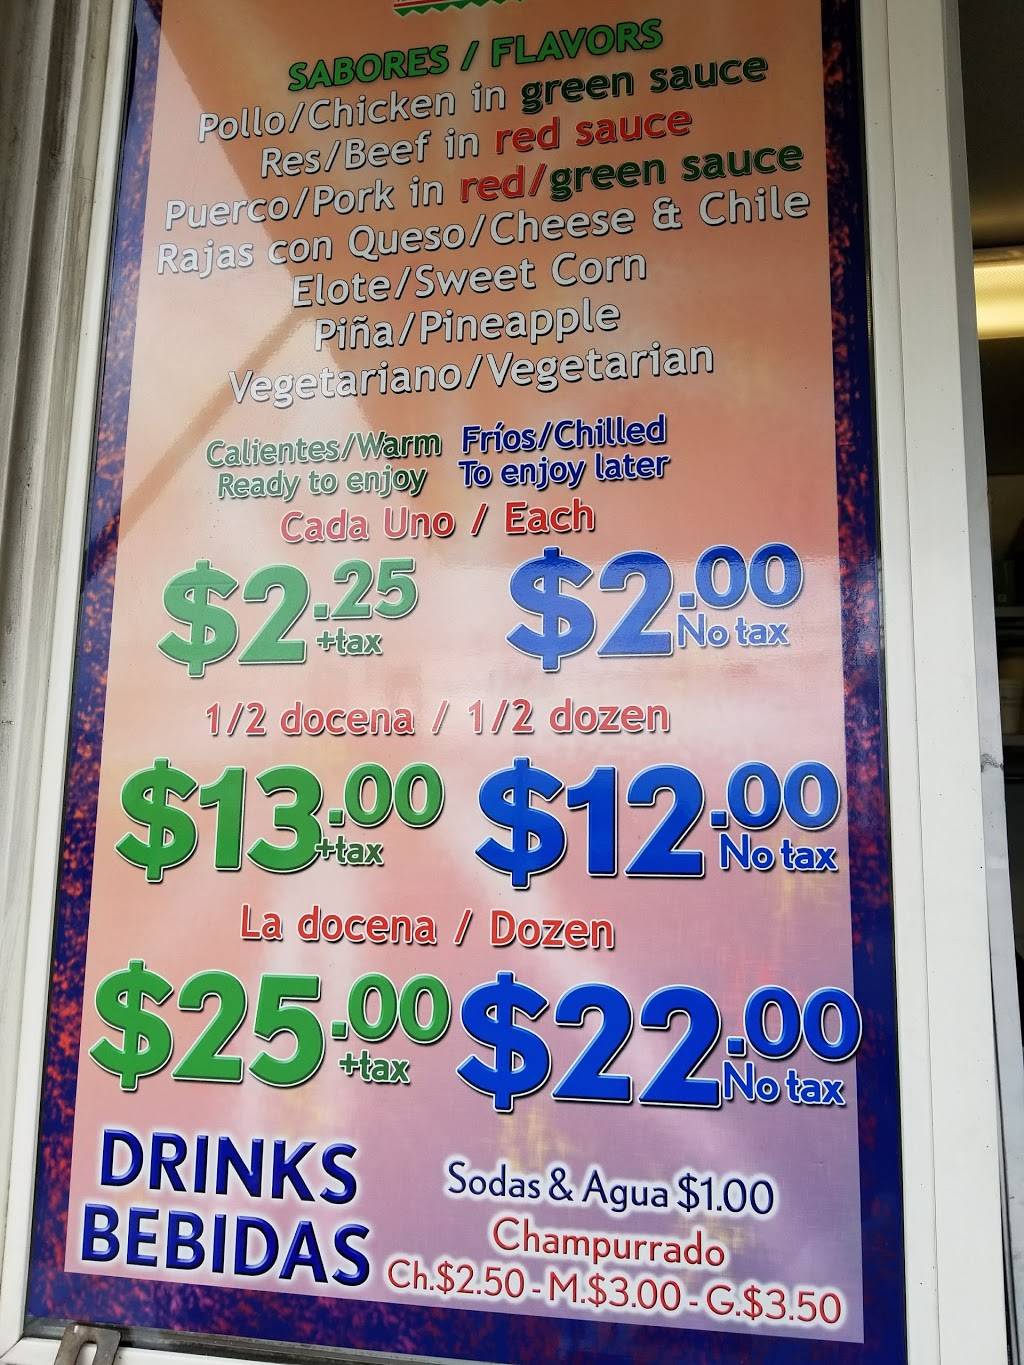 SABORES / FLAVORS
Pollo/Chicken in green sauce
Res/Beef in red sauce
Puerco/Pork in red/green sauce
Rajas con Queso/Cheese & Chile
Elote/Sweet Corn
Piña/Pineapple
Vegetariano/Vegetarian
Calientes/Warm Fríos/Chilled
Ready to enjoy To enjoy later
Cada Uno / Each
$2.25 +tax $2.00 No tax
1/2 docena / 1/2 dozen
$13.00 +tax $12.00 No tax
La docena / Dozen
$25.00 +tax $22.00 No tax
DRINKS
BEBIDAS
Sodas & Agua $1.00
Champurrado
Ch.$2.50 - M.$3.00 - G.$3.50